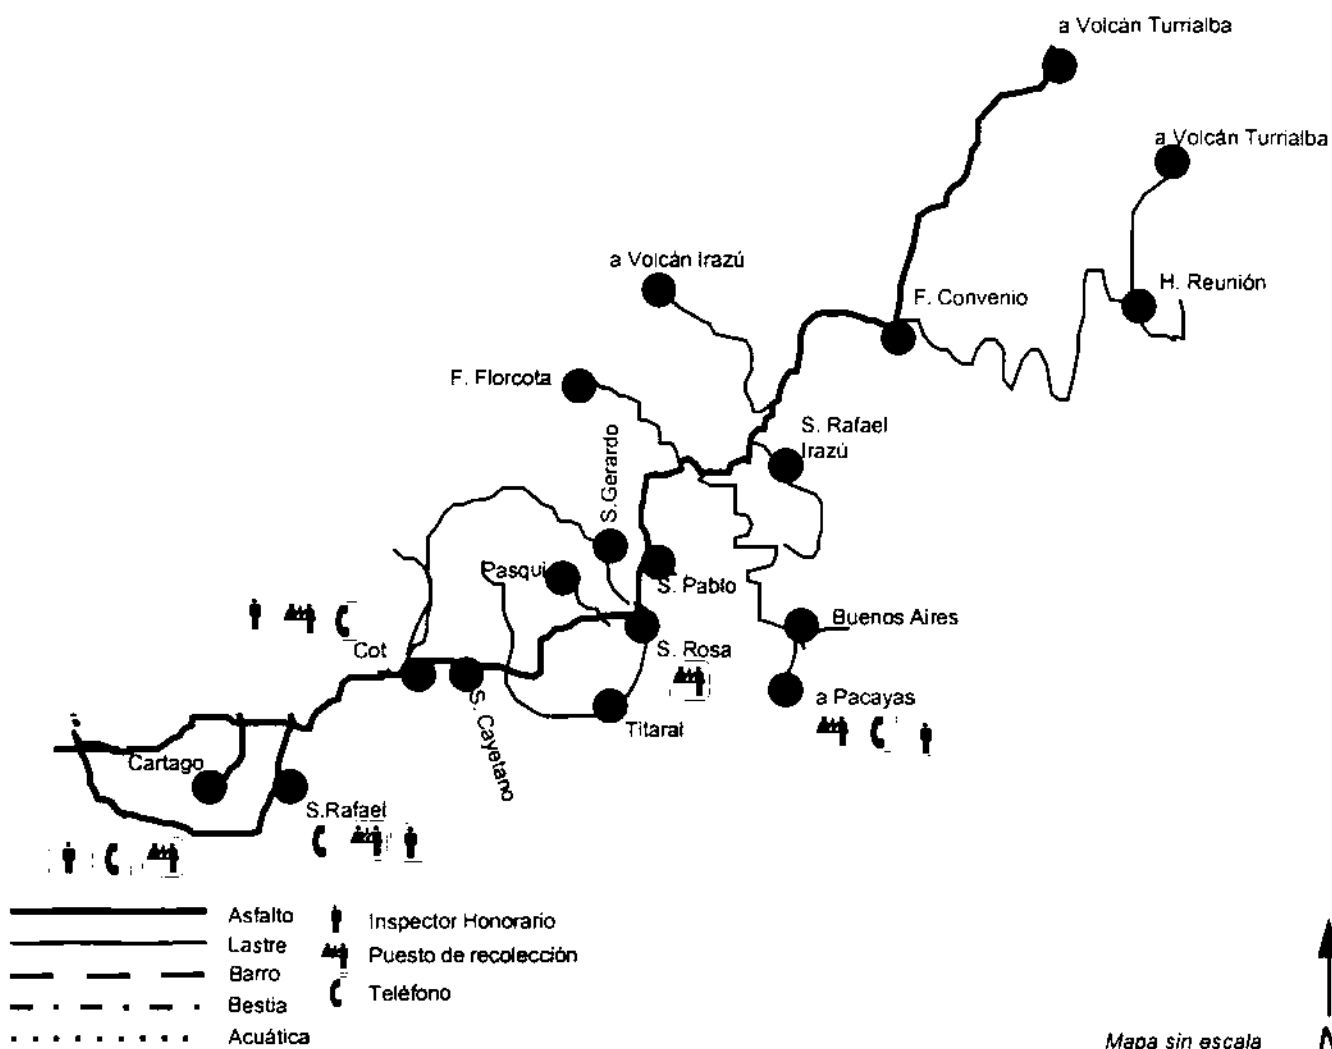 a Volcán Turrialba
a Volcán Turrialba
a Volcán Irazú
H. Reunión
F. Convenio
F. Florcota
S. Rafael
Irazú
S.Gerardo
Pasqui
S. Pablo
Buenos Aires
Cot
S. Rosa
S. Cayetano
a Pacayas
Titaral
Cartago
S.Rafael
Asfalto
Lastre
Barro
Bestia
Acuática
Inspector Honorario
Puesto de recolección
Teléfono
Mapa sin escala
N